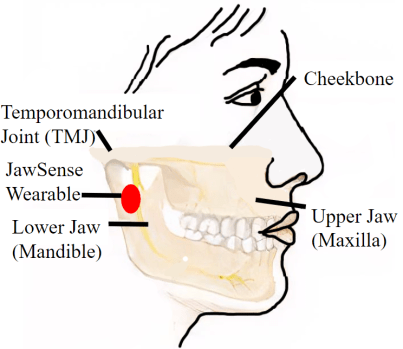 Cheekbone
Temporomandibular
Joint (TMJ)
JawSense
Wearable
Lower Jaw
(Mandible)
Upper Jaw
(Maxilla)